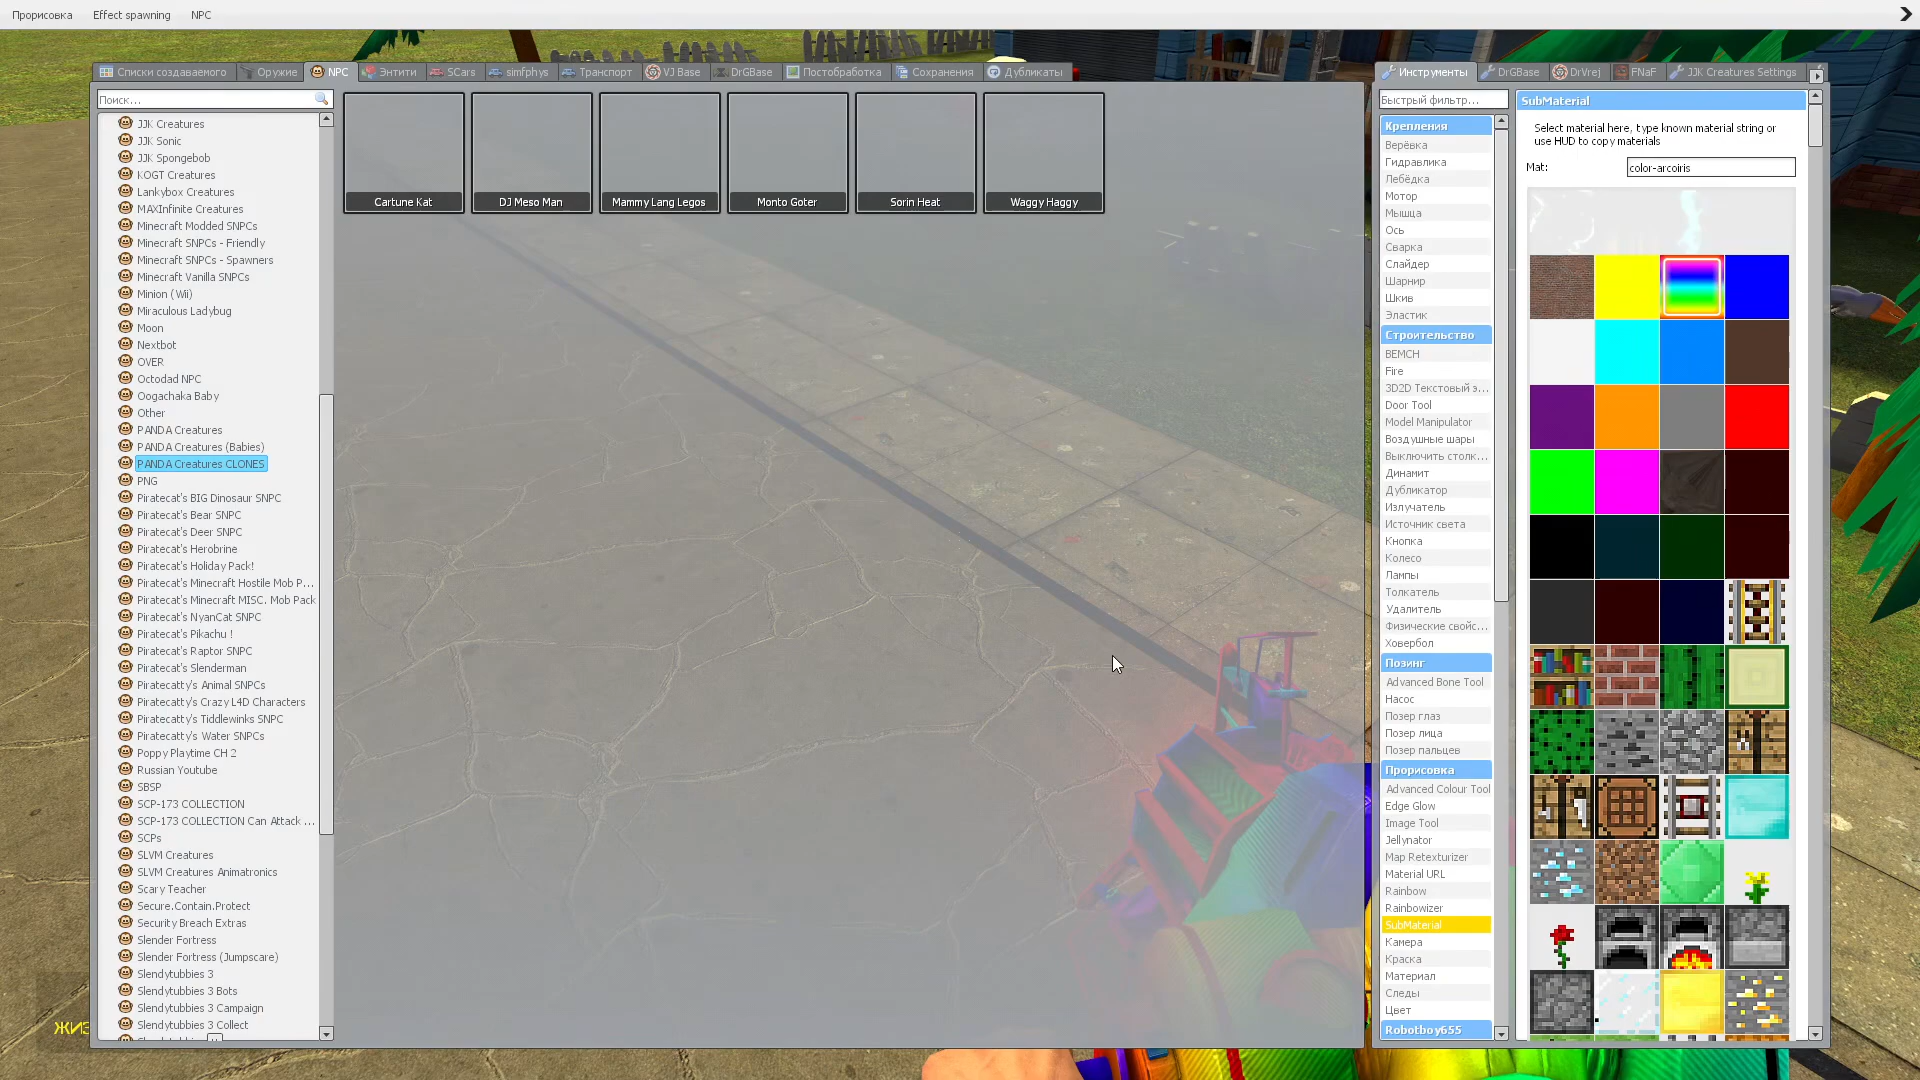 Прорисовка
Effect spawning
NPC
Списки создаваемого
Оружие
NPC
Энтити
SCars
simfphys
Транспорт
VJ Base
DrGBase
Постобработка
Сохранения
Дубликаты
Поиск...
JJK Creatures
JJK Sonic
JJK Spongebob
KOGT Creatures
Lankybox Creatures
MAXInfinite Creatures
Minecraft Modded SNPCs
Minecraft SNPCs - Friendly
Minecraft SNPCs - Spawners
Minecraft Vanilla SNPCs
Minion (Wii)
Miraculous Ladybug
Moon
Nextbot
OVER
Octodad NPC
Oogachaka Baby
Other
PANDA Creatures
PANDA Creatures (Babies)
PANDA Creatures CLONES
PNG
Piratecat's BIG Dinosaur SNPC
Piratecat's Bear SNPC
Piratecat's Deer SNPC
Piratecat's Herobrine
Piratecat's Holiday Pack!
Piratecat's Minecraft Hostile Mob P...
Piratecat's Minecraft MISC. Mob Pack
Piratecat's NyanCat SNPC
Piratecat's Pikachu !
Piratecat's Raptor SNPC
Piratecat's Slenderman
Piratecatty's Animal SNPCs
Piratecatty's Crazy L4D Characters
Piratecatty's Tiddlewinks SNPC
Piratecatty's Water SNPCs
Poppy Playtime CH 2
Russian Youtube
SBSP
SCP-173 COLLECTION
SCP-173 COLLECTION Can Attack ...
SCPs
SLVM Creatures
SLVM Creatures Animatronics
Scary Teacher
Secure.Contain.Protect
Security Breach Extras
Slender Fortress
Slender Fortress (Jumpscare)
Slendytubbies 3
Slendytubbies 3 Bots
Slendytubbies 3 Campaign
Slendytubbies 3 Collect
Cartune Kat
DJ Meso Man
Mammy Lang Legos
Monto Goter
Sorin Heat
Waggy Haggy
Инструменты
DrGBase
DrVrej
FNaF
JJK Creatures Settings
Быстрый фильтр...
Крепления
Верёвка
Гидравлика
Лебёдка
Мотор
Мышца
Ось
Сварка
Слайдер
Шарнир
Шкив
Эластик
Строительство
BEMCH
Fire
3D2D Текстовый э...
Door Tool
Model Manipulator
Воздушные шары
Выключить столк...
Динамит
Дубликатор
Излучатель
Источник света
Кнопка
Колесо
Лампы
Толкатель
Удалитель
Физические свойс...
Ховербол
Позинг
Advanced Bone Tool
Насос
Позер глаз
Позер лица
Позер пальцев
Прорисовка
Advanced Colour Tool
Edge Glow
Image Tool
Jellynator
Map Retexturizer
Material URL
Rainbow
Rainbowizer
SubMaterial
Камера
Краска
Материал
Следы
Цвет
Robotboy655
SubMaterial
Select material here, type known material string or
use HUD to copy materials
Mat:
color-arcoiris
ЖИЗ